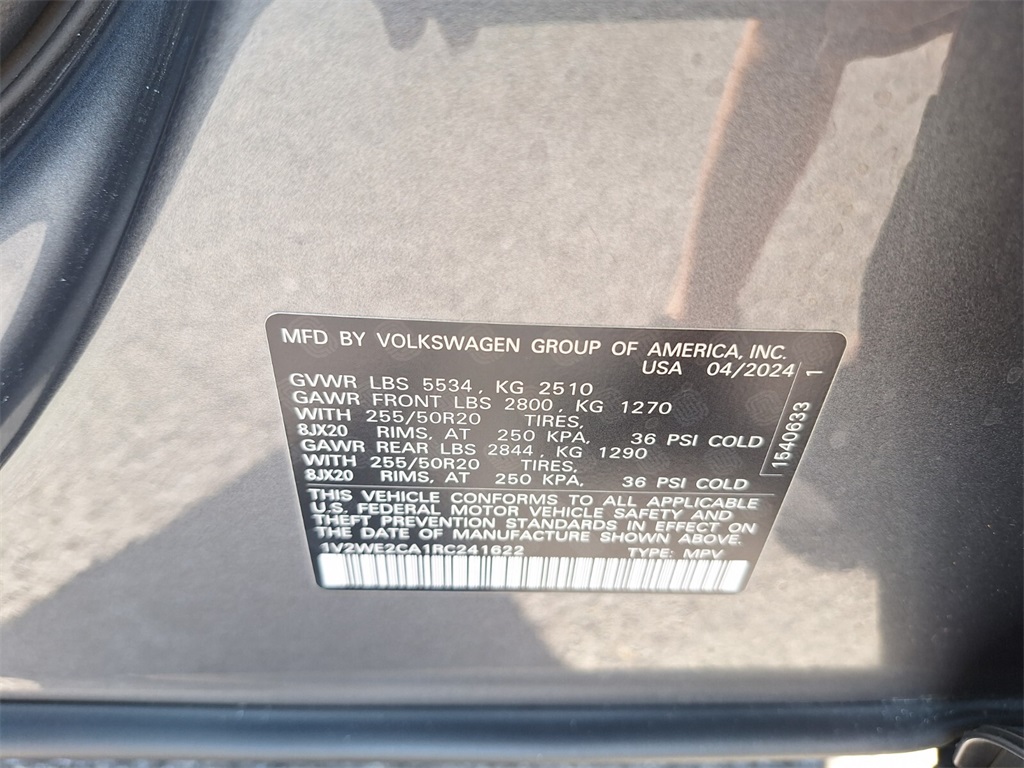 MFD BY VOLKSWAGEN GROUP OF AMERICA, INC.
USA 04/2024
GVWR LBS 5534, KG 2510
GAWR FRONT LBS 2800, KG 1270
WITH 255/50R20 TIRES,
8JX20 RIMS, AT 250 KPA, 36 PSI COLD
GAWR REAR LBS 2844, KG 1290
WITH 255/50R20 TIRES,
8JX20 RIMS, AT 250 KPA, 36 PSI COLD
1540633 1
THIS VEHICLE CONFORMS TO ALL APPLICABLE
U.S. FEDERAL MOTOR VEHICLE SAFETY AND
THEFT PREVENTION STANDARDS IN EFFECT ON
THE DATE OF MANUFACTURE SHOWN ABOVE.
1V2WE2CA1RC241622 TYPE: MPV